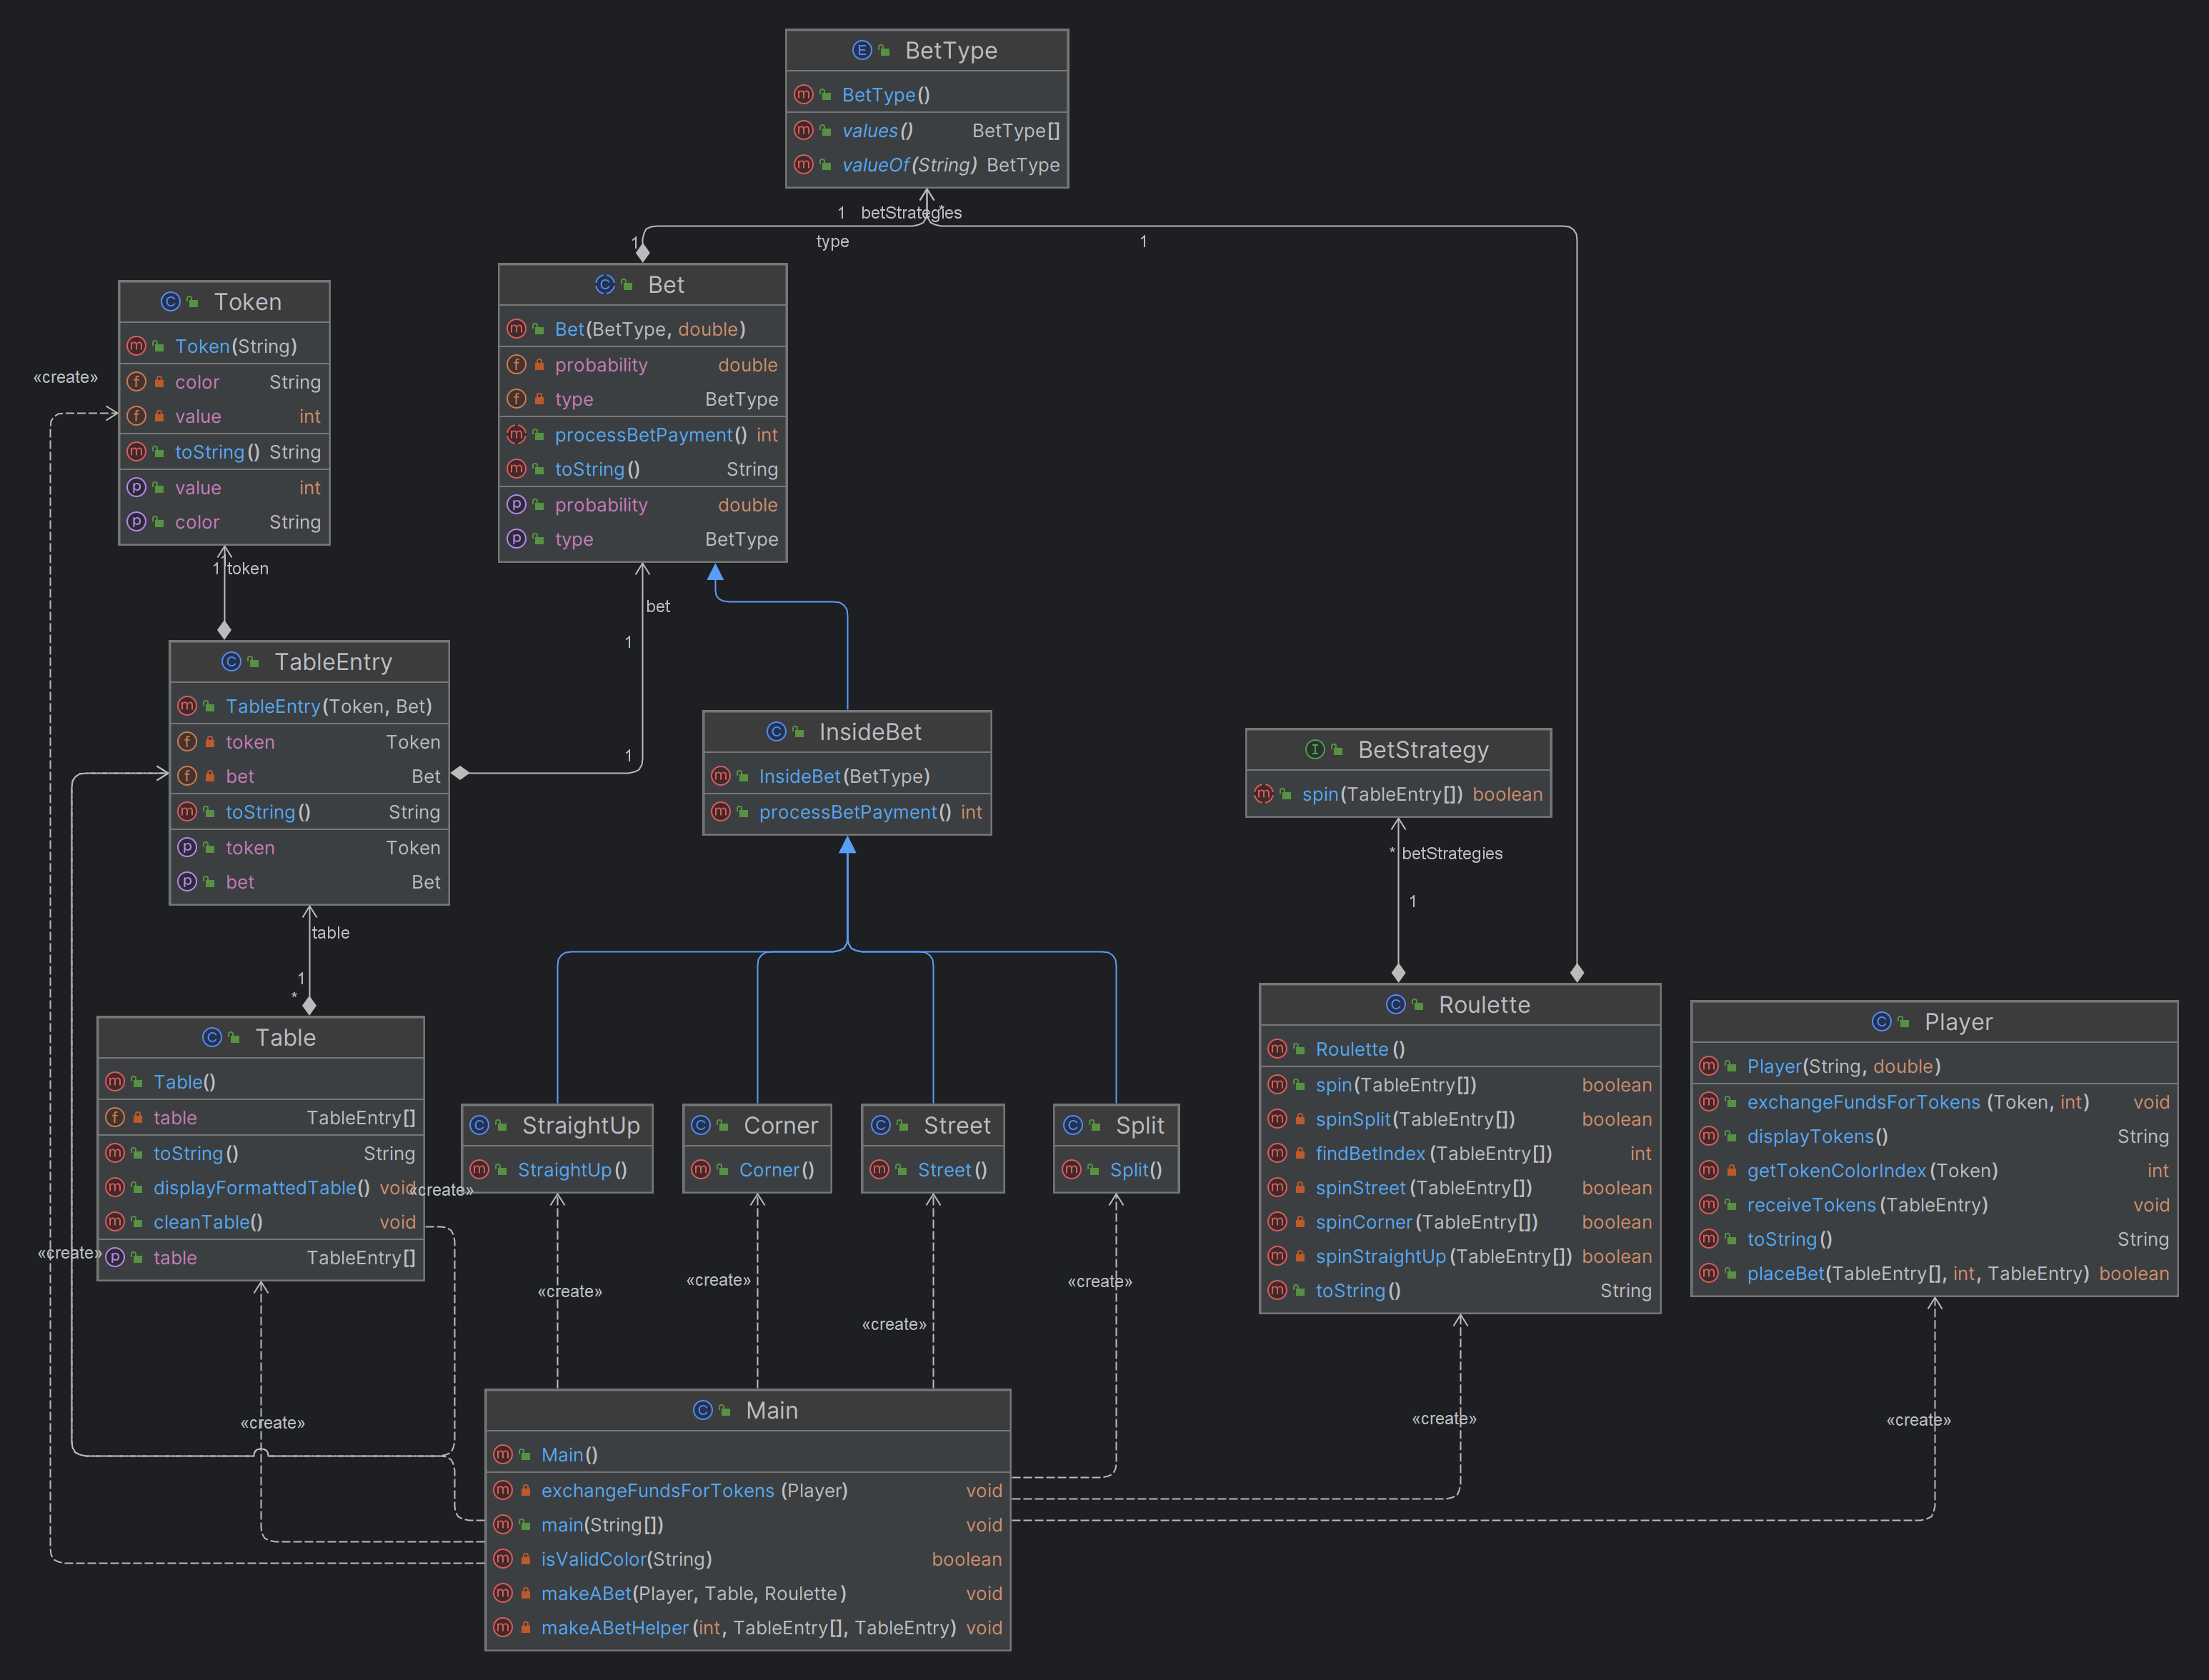 BetType
BetType()
values() BetType[]
valueOf(String) BetType
1 betStrategies *
1 type 1
Token
Token(String)
color String
value int
toString() String
value int
color String
«create»
1 token
Bet
Bet(BetType, double)
probability double
type BetType
processBetPayment() int
toString() String
probability double
type BetType
bet
1
1
TableEntry
TableEntry(Token, Bet)
token Token
bet Bet
toString() String
token Token
bet Bet
table
1
*
InsideBet
InsideBet(BetType)
processBetPayment() int
BetStrategy
spin(TableEntry[]) boolean
* betStrategies
1
Table
Table()
table TableEntry[]
toString() String
displayFormattedTable() void
cleanTable() void
table TableEntry[]
«create»
«create»
StraightUp
StraightUp()
Corner
Corner()
Street
Street()
Split
Split()
Roulette
Roulette()
spin(TableEntry[]) boolean
spinSplit(TableEntry[]) boolean
findBetIndex(TableEntry[]) int
spinStreet(TableEntry[]) boolean
spinCorner(TableEntry[]) boolean
spinStraightUp(TableEntry[]) boolean
toString() String
Player
Player(String, double)
exchangeFundsForTokens(Token, int) void
displayTokens() String
getTokenColorIndex(Token) int
receiveTokens(TableEntry) void
toString() String
placeBet(TableEntry[], int, TableEntry) boolean
«create»
«create»
«create»
«create»
«create»
«create»
«create»
Main
Main()
exchangeFundsForTokens(Player) void
main(String[]) void
isValidColor(String) boolean
makeABet(Player, Table, Roulette) void
makeABetHelper(int, TableEntry[], TableEntry) void